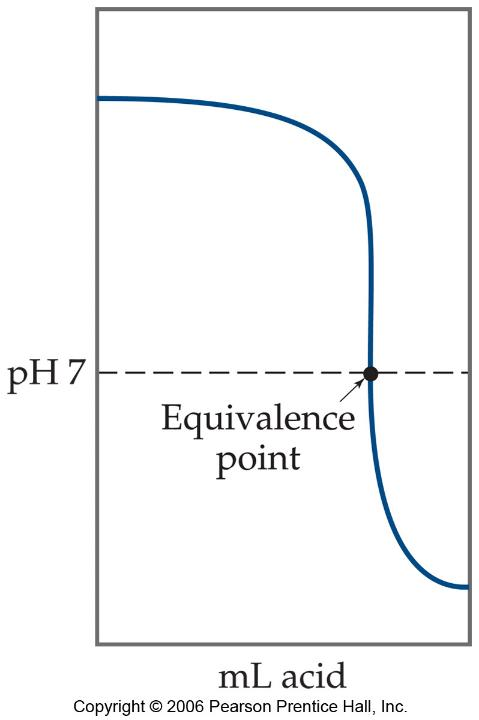 pH 7
Equivalence
point
mL acid
Copyright © 2006 Pearson Prentice Hall, Inc.